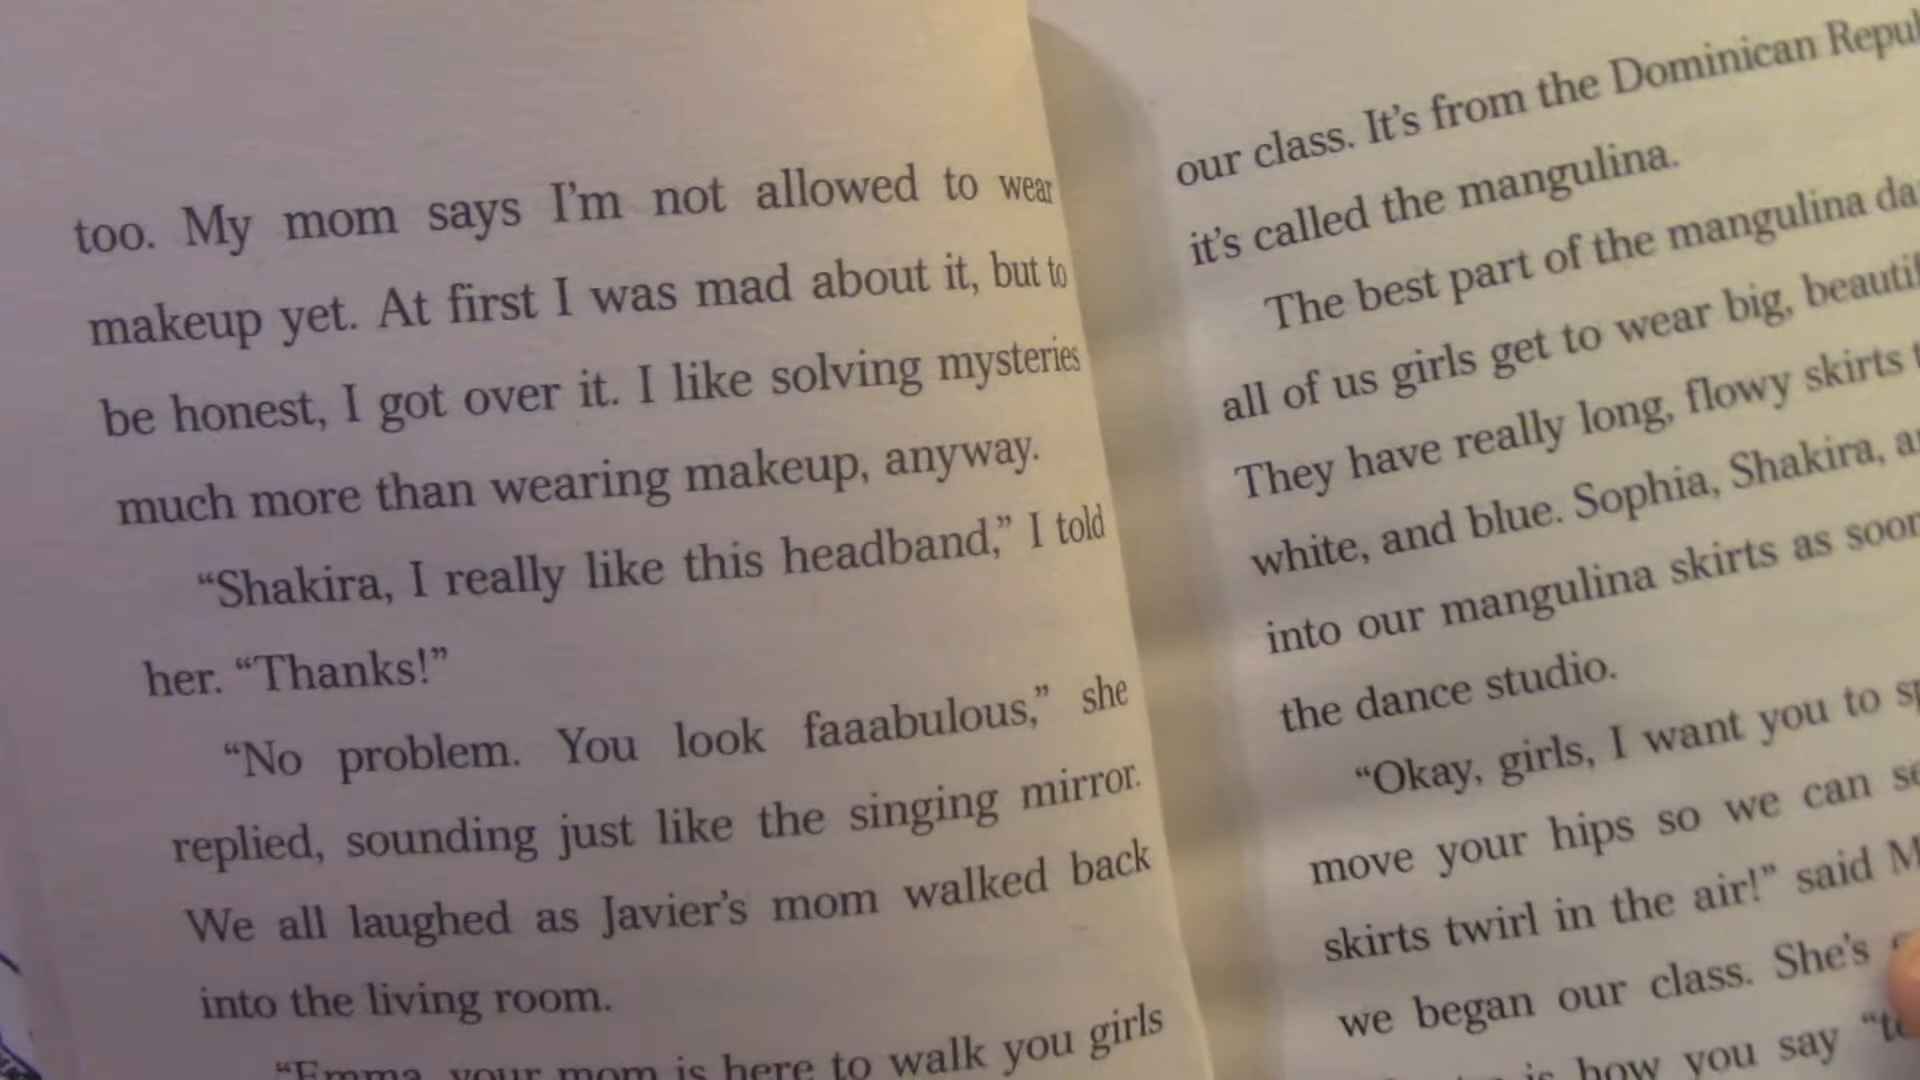 too. My mom says I'm not allowed to wear
makeup yet. At first I was mad about it, but to
be honest, I got over it. I like solving mysteries
much more than wearing makeup, anyway.
“Shakira, I really like this headband,” I told
her. “Thanks!”
“No problem. You look faaabulous,” she
replied, sounding just like the singing mirror.
We all laughed as Javier's mom walked back
into the living room.
“Emma, your mom is here to walk you girls
our class. It's from the Dominican
it's called the mangulina.
The best part of the mangulina
all of us girls get to wear big,
They have really long, flowy skirts
white, and blue. Sophia, Shakira,
into our mangulina skirts as
the dance studio.
“Okay, girls, I want you to
move your hips so we can
skirts twirl in the air!” said
we began our class. She's
is how you say